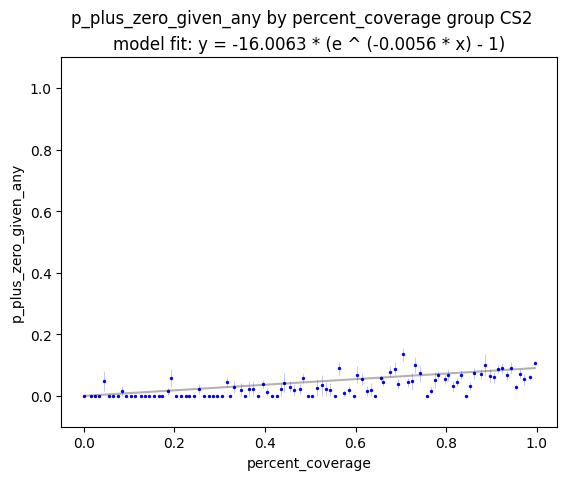 p_plus_zero_given_any by percent_coverage group CS2
model fit: y = -16.0063 * (e ^ (-0.0056 * x) - 1)
1.0
0.8
0.6
0.4
0.2
0.0
p_plus_zero_given_any
0.0 0.2 0.4 0.6 0.8 1.0
percent_coverage